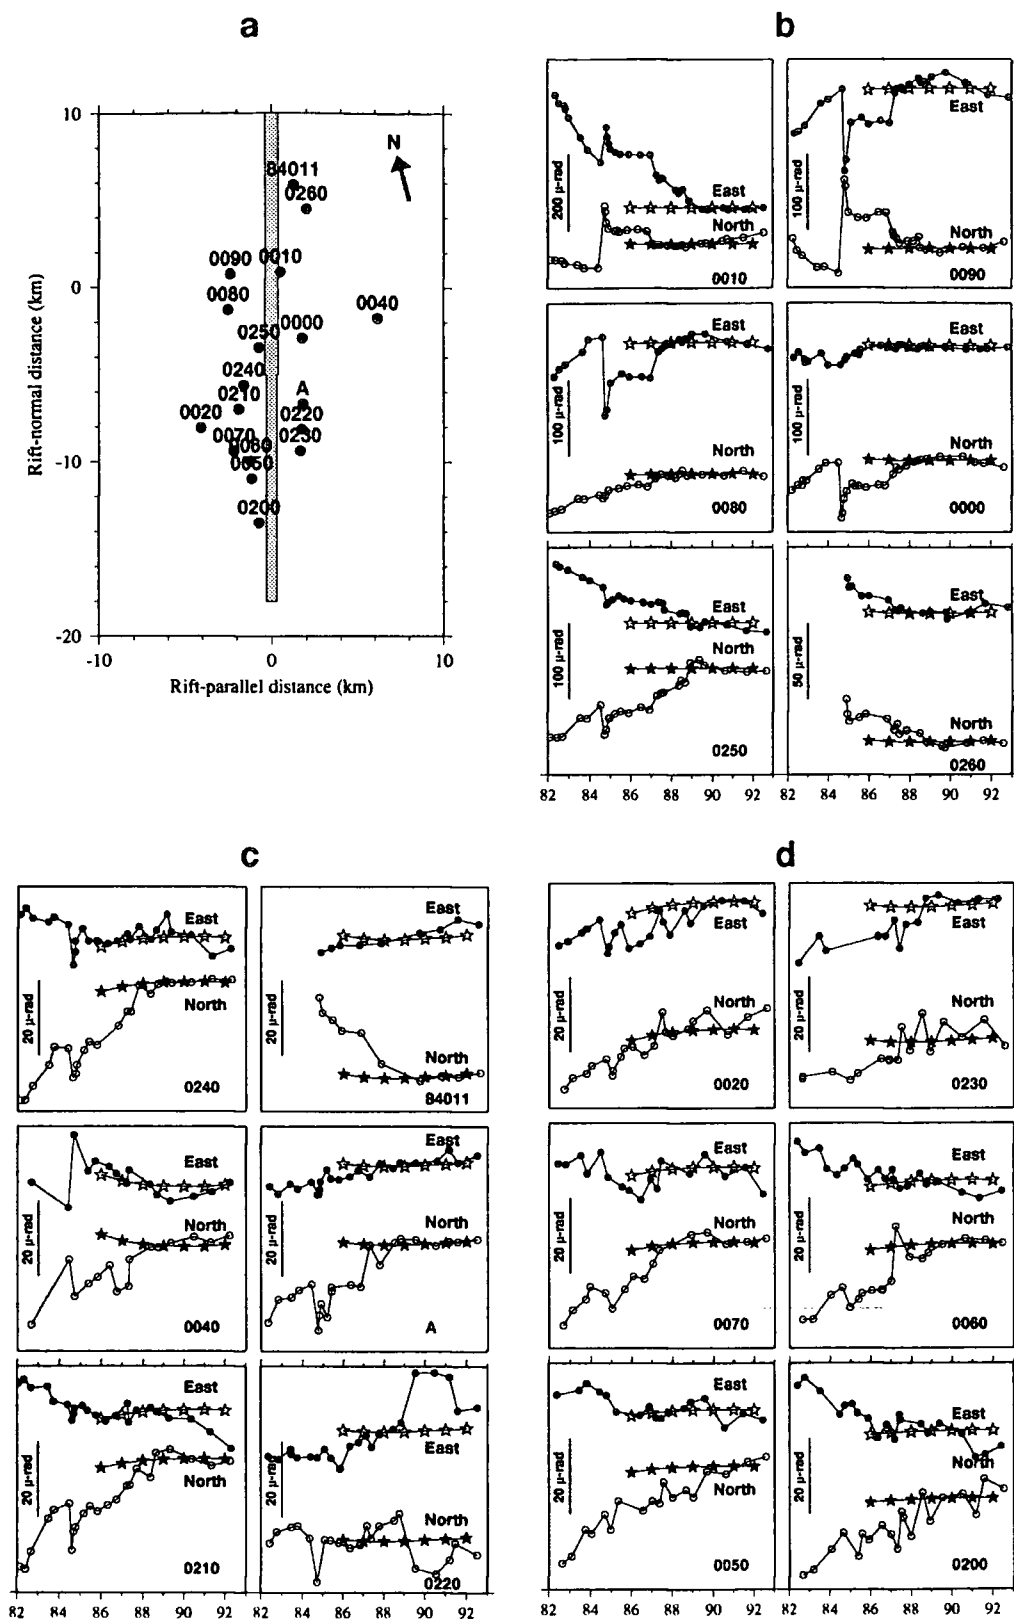 a
b
10
0
-10
-20
-10
0
10
Rift-normal distance (km)
Rift-parallel distance (km)
N
84011
0260
0090
0010
0080
0040
0000
0250
0240
A
0210
0020
0220
0070
0230
0060
0050
0200
200 μ-rad
East
North
0010
100 μ-rad
East
North
0090
100 μ-rad
East
North
0080
100 μ-rad
East
North
0000
100 μ-rad
East
North
0250
50 μ-rad
East
North
0260
82 84 86 88 90 92
82 84 86 88 90 92
c
d
20 μ-rad
East
North
0240
20 μ-rad
East
North
84011
20 μ-rad
East
North
0020
20 μ-rad
East
North
0230
20 μ-rad
East
North
0040
20 μ-rad
East
North
A
20 μ-rad
East
North
0070
20 μ-rad
East
North
0060
20 μ-rad
East
North
0210
20 μ-rad
East
North
0220
20 μ-rad
East
North
0050
20 μ-rad
East
North
0200
82 84 86 88 90 92
82 84 86 88 90 92
82 84 86 88 90 92
82 84 86 88 90 92